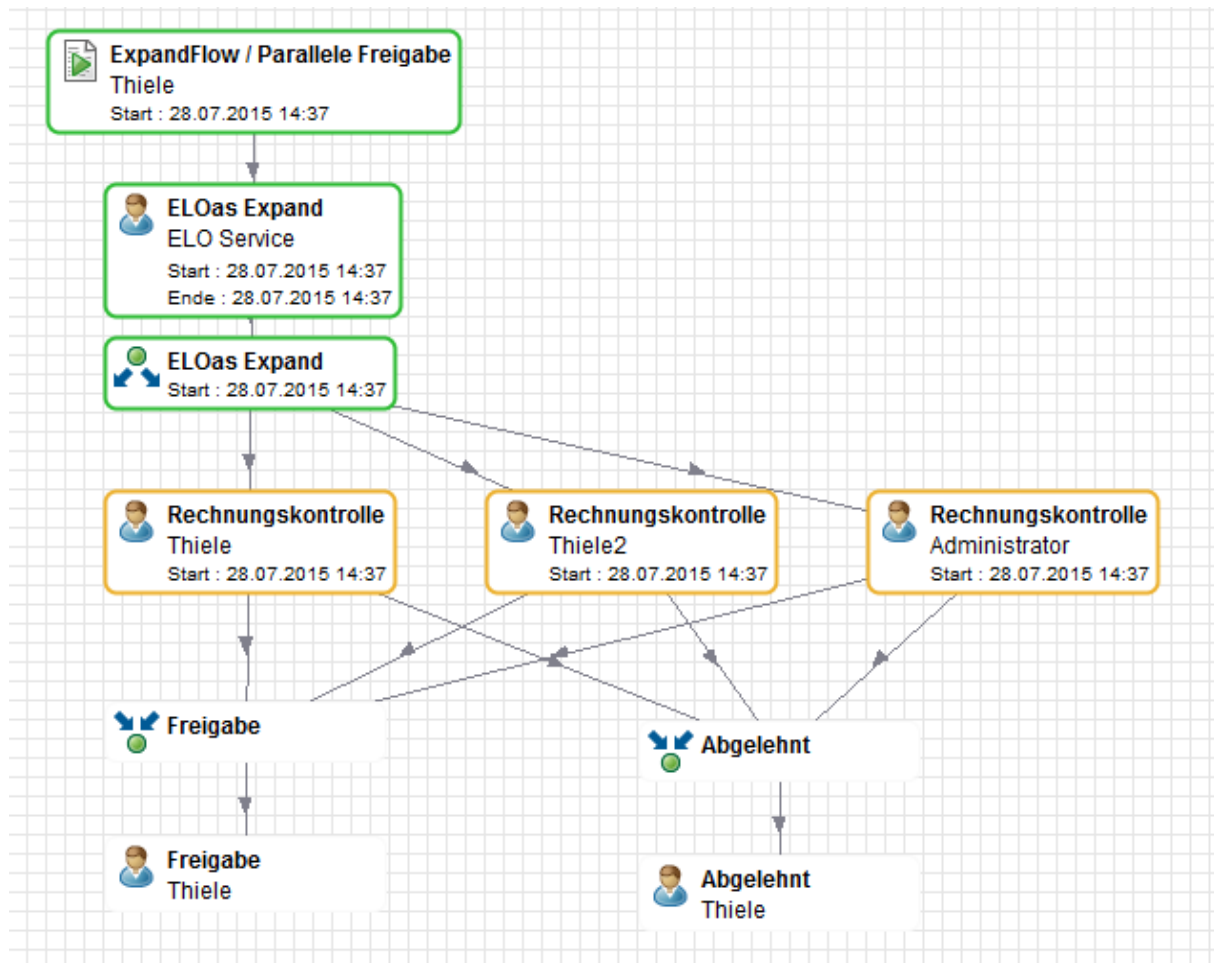 ExpandFlow / Parallele Freigabe
Thiele
Start : 28.07.2015 14:37
ELOas Expand
ELO Service
Start : 28.07.2015 14:37
Ende : 28.07.2015 14:37
ELOas Expand
Start : 28.07.2015 14:37
Rechnungskontrolle
Thiele
Start : 28.07.2015 14:37
Rechnungskontrolle
Thiele2
Start : 28.07.2015 14:37
Rechnungskontrolle
Administrator
Start : 28.07.2015 14:37
Freigabe
Abgelehnt
Freigabe
Thiele
Abgelehnt
Thiele